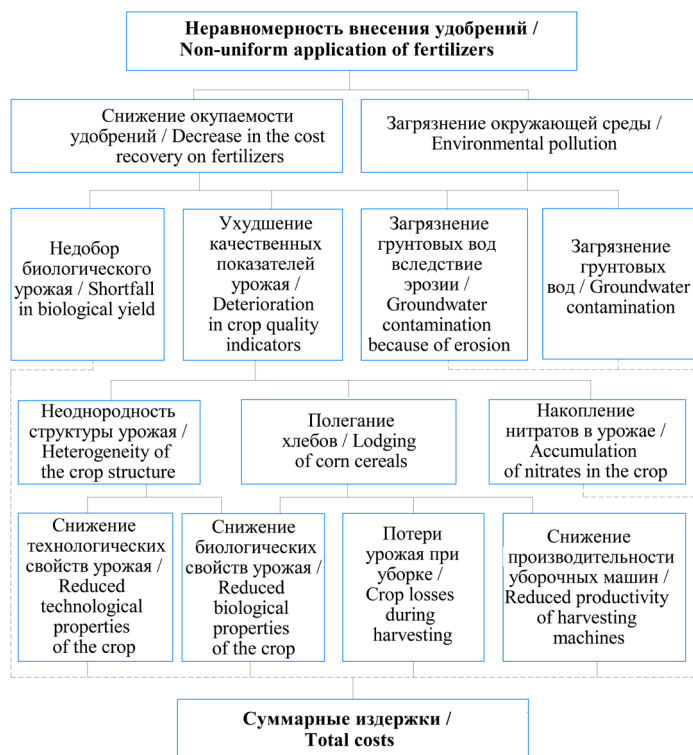 Неравномерность внесения удобрений /
Non-uniform application of fertilizers
Снижение окупаемости
удобрений / Decrease in the cost
recovery on fertilizers
Загрязнение окружающей среды /
Environmental pollution
Недобор
биологического
урожая / Shortfall
in biological yield
Ухудшение
качественных
показателей
урожая /
Deterioration
in crop quality
indicators
Загрязнение
грунтовых вод
вследствие
эрозии /
Groundwater
contamination
because of erosion
Загрязнение
грунтовых
вод / Groundwater
contamination
Неоднородность
структуры урожая /
Heterogeneity of
the crop structure
Полегание
хлебов / Lodging
of corn cereals
Накопление
нитратов в урожае /
Accumulation
of nitrates in the crop
Снижение
технологических
свойств урожая /
Reduced
technological
properties
of the crop
Снижение
биологических
свойств урожая /
Reduced
biological
properties
of the crop
Потери
урожая при
уборке /
Crop losses
during
harvesting
Снижение
производительности
уборочных машин /
Reduced productivity
of harvesting
machines
Суммарные издержки /
Total costs